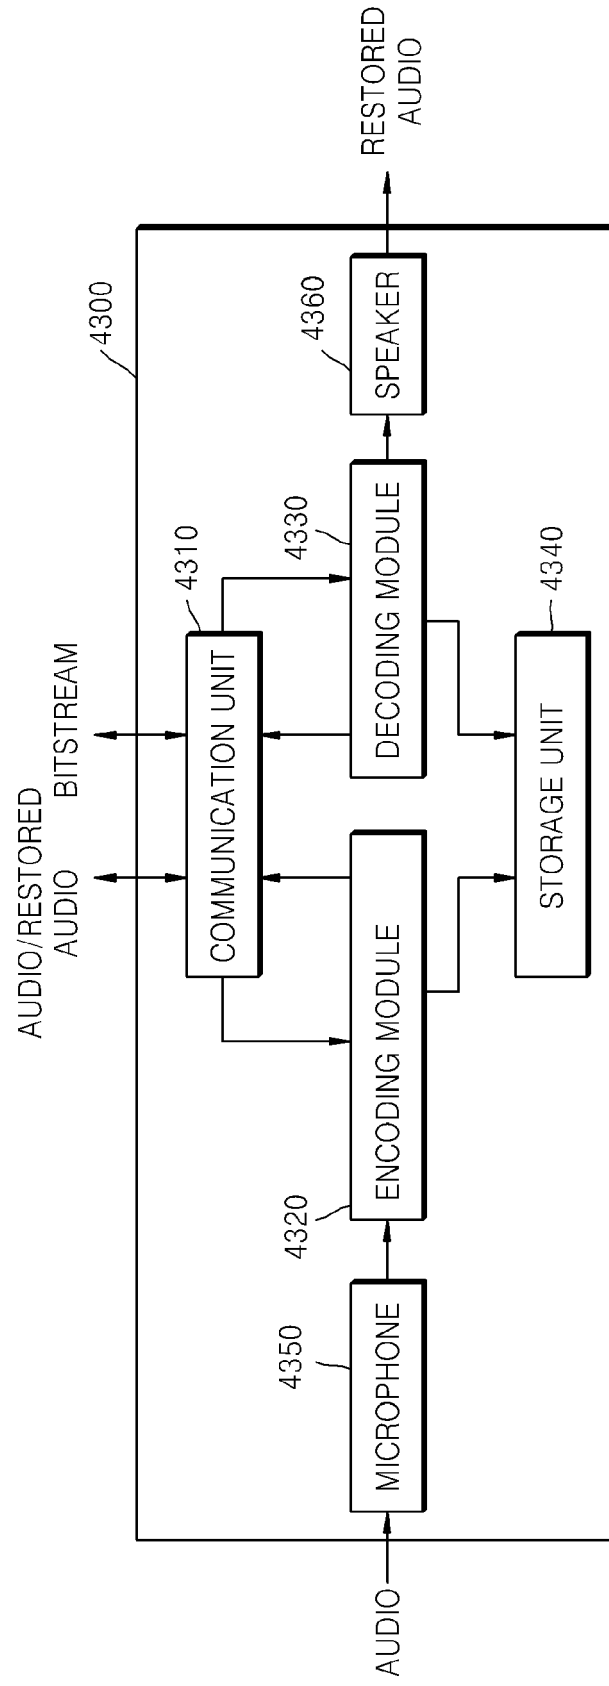 AUDIO/RESTORED
AUDIO
BITSTREAM
4300
4310
COMMUNICATION UNIT
AUDIO
4350
MICROPHONE
4320
ENCODING MODULE
4330
DECODING MODULE
4360
SPEAKER
RESTORED
AUDIO
STORAGE UNIT
4340